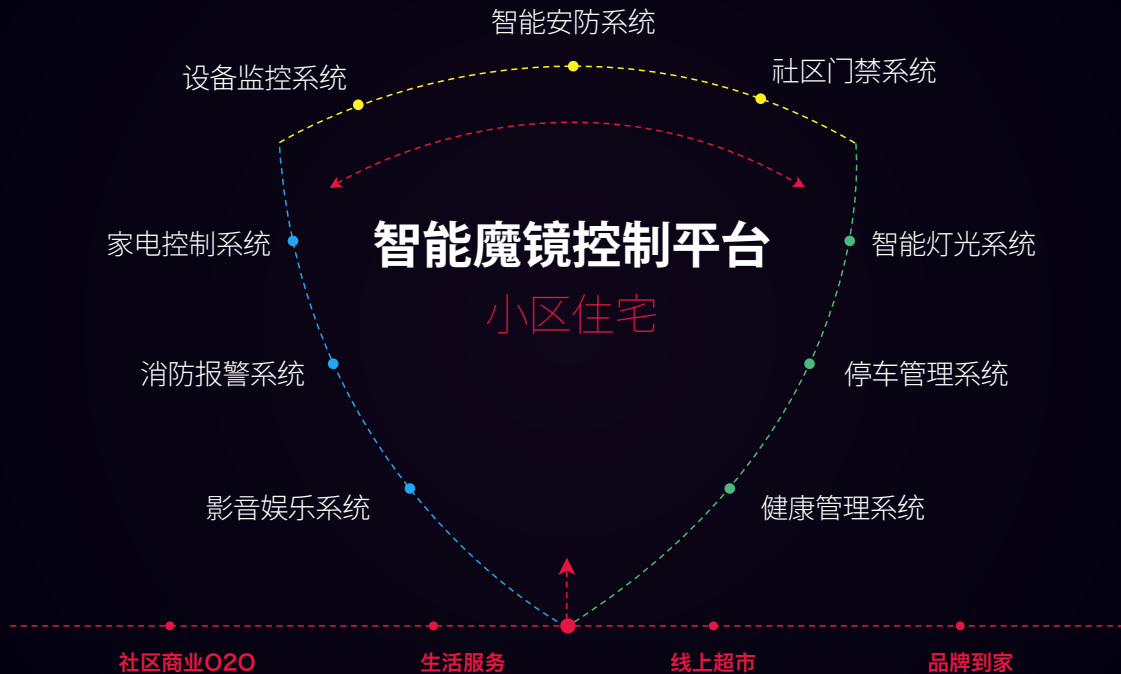 智能安防系统
设备监控系统
社区门禁系统
智能魔镜控制平台
小区住宅
家电控制系统
智能灯光系统
消防报警系统
停车管理系统
影音娱乐系统
健康管理系统
社区商业O2O
生活服务
线上超市
品牌到家